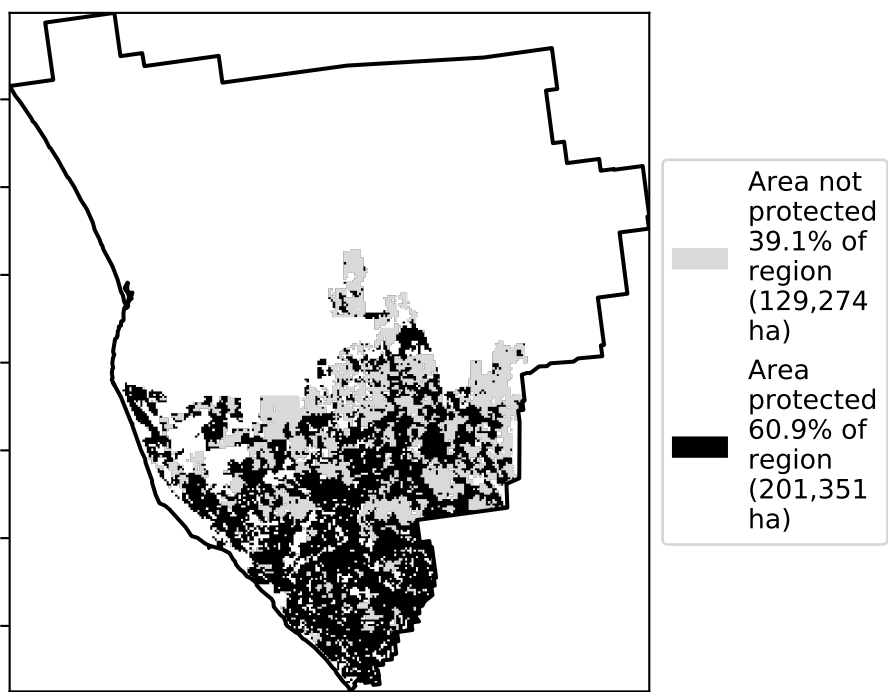 Area not
protected
39.1% of
region
(129,274
ha)
Area
protected
60.9% of
region
(201,351
ha)